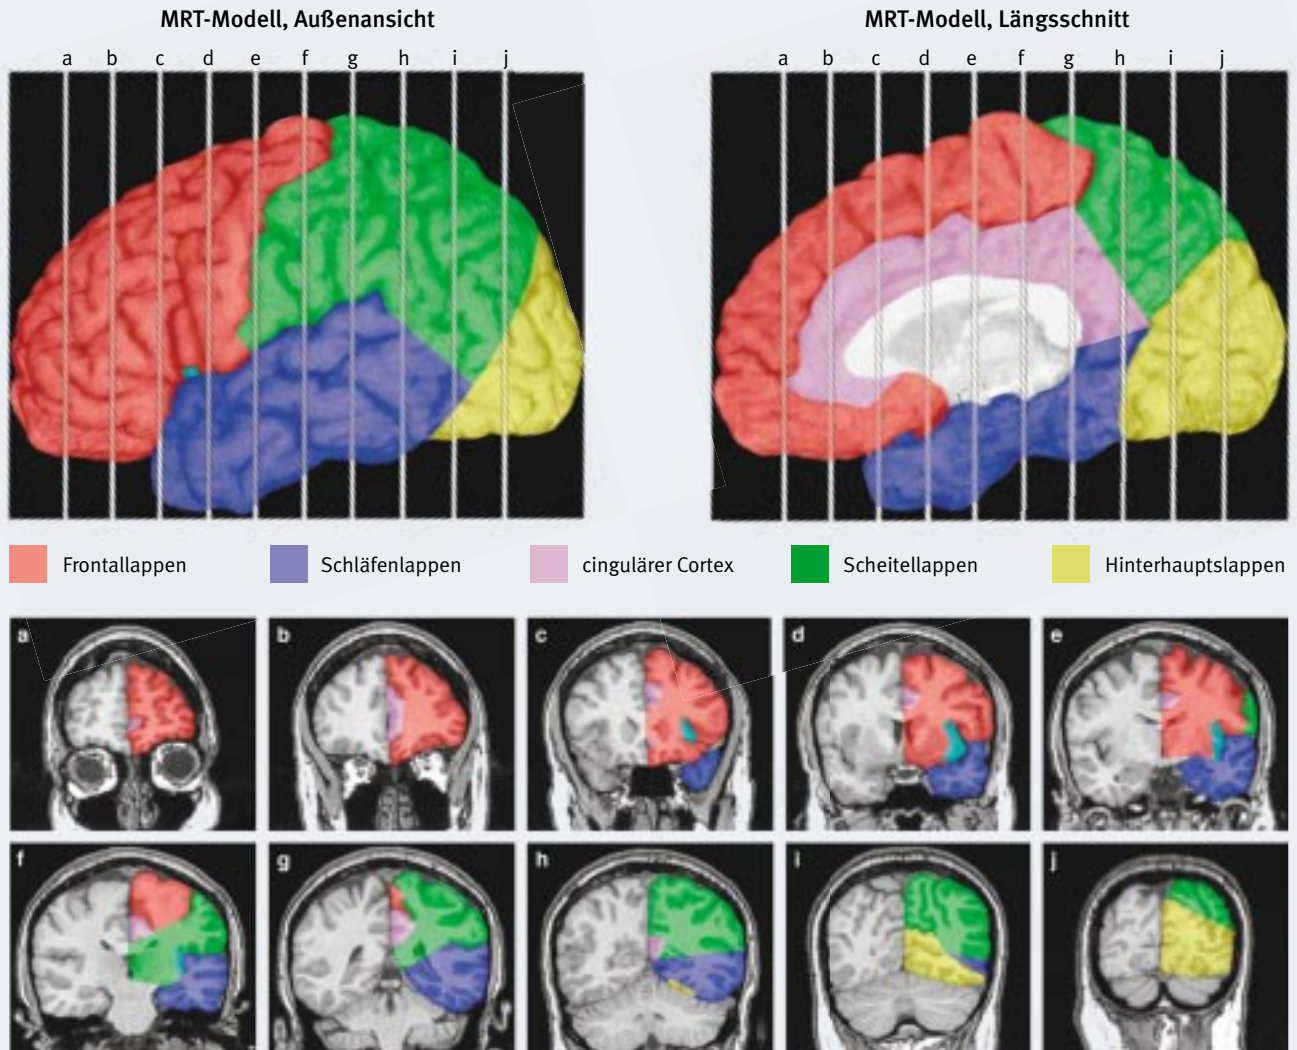 MRT-Modell, Außenansicht
MRT-Modell, Längsschnitt
a b c d e f g h i j
a b c d e f g h i j
Frontallappen
Schläfenlappen
cingulärer Cortex
Scheitellappen
Hinterhauptslappen
a b c d e
f g h i j